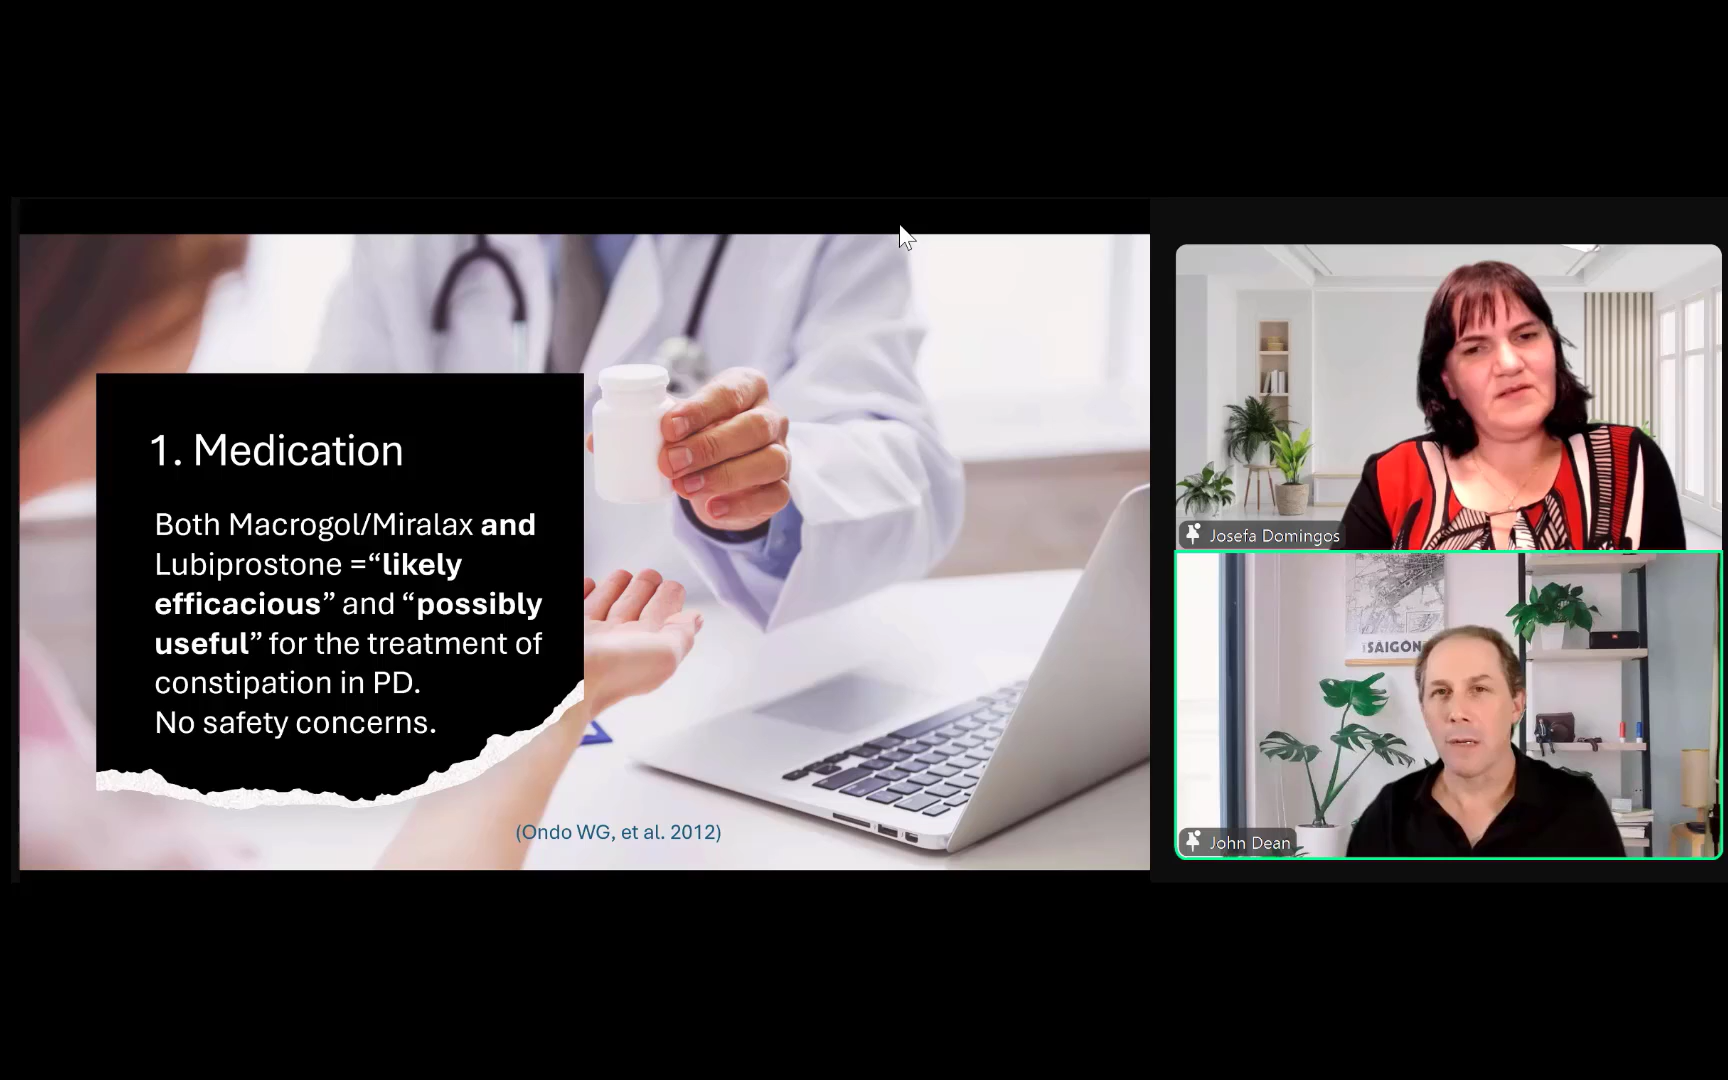 1. Medication
Both Macrogol/Miralax and
Lubiprostone =“likely
efficacious” and “possibly
useful” for the treatment of
constipation in PD.
No safety concerns.
(Ondo WG, et al. 2012)
Josefa Domingos
SAIGON
John Dean